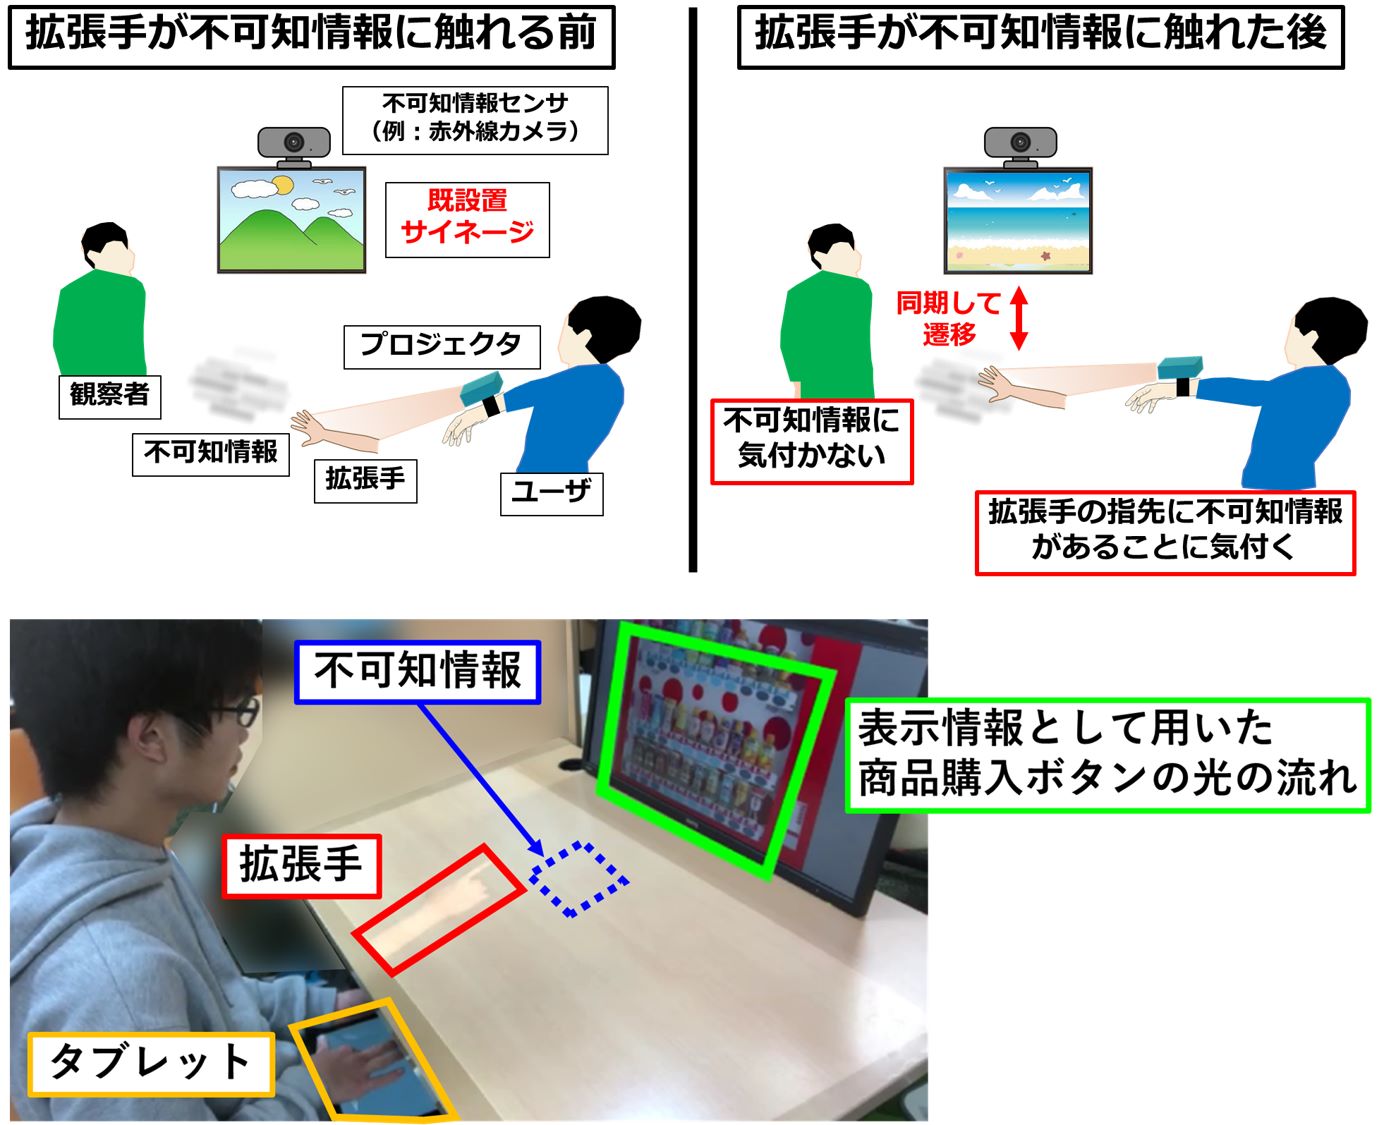 拡張手が不可知情報に触れる前
拡張手が不可知情報に触れた後
不可知情報センサ
（例：赤外線カメラ）
既設置
サイネージ
プロジェクタ
観察者
不可知情報
拡張手
ユーザ
同期して
遷移
不可知情報に
気付かない
拡張手の指先に不可知情報
があることに気付く
不可知情報
表示情報として用いた
商品購入ボタンの光の流れ
拡張手
タブレット